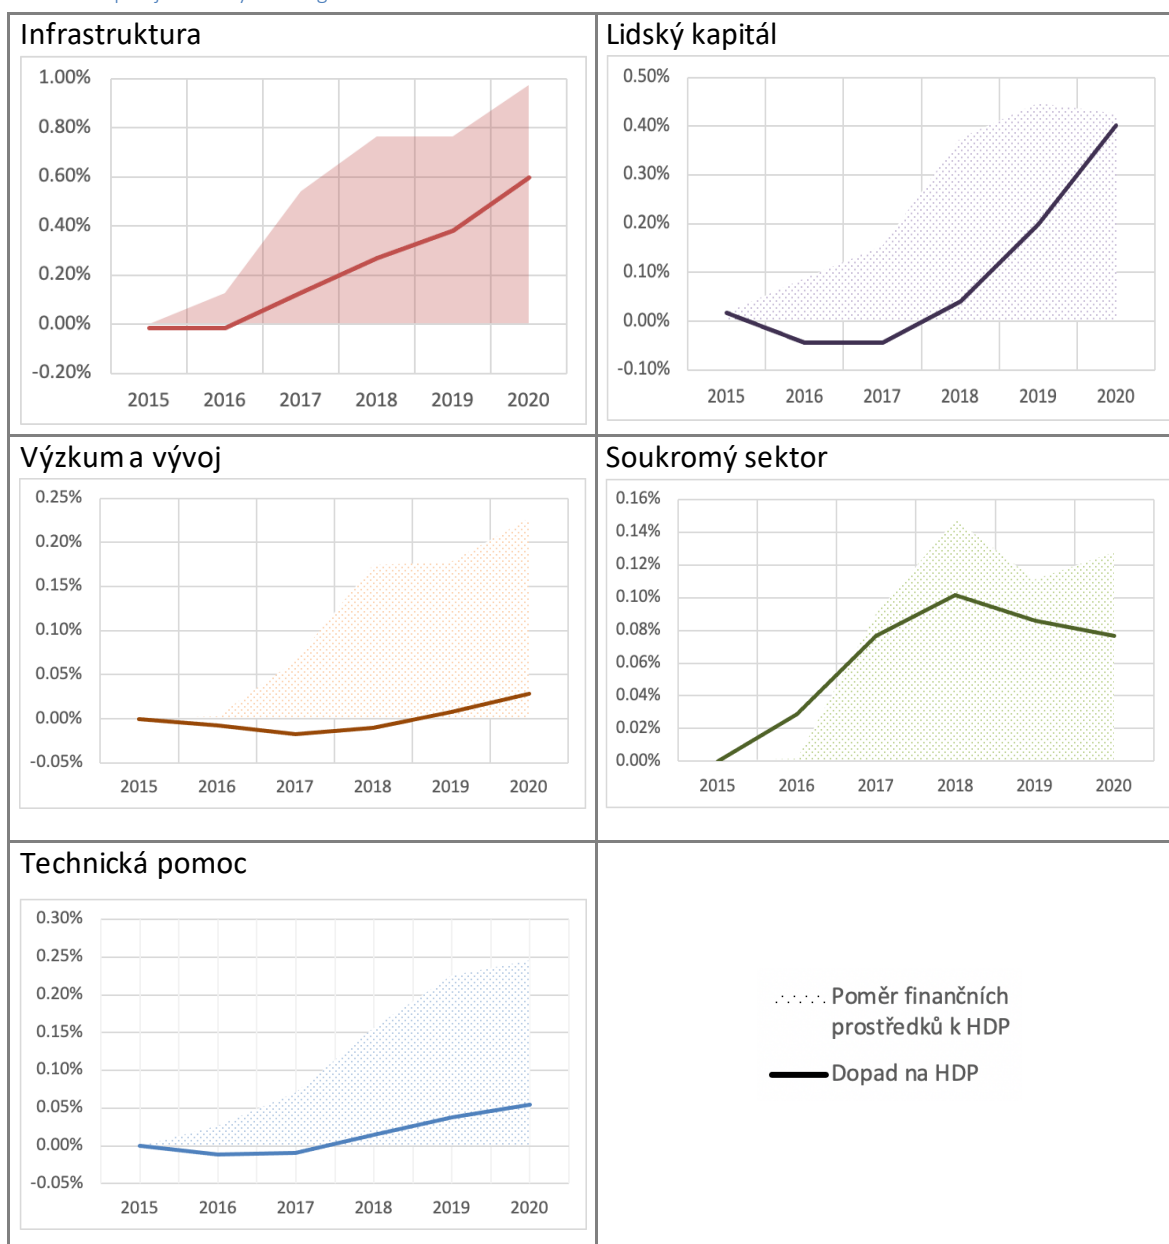 Infrastruktura
1.00%
0.80%
0.60%
0.40%
0.20%
0.00%
-0.20%
2015 2016 2017 2018 2019 2020
Lidský kapitál
0.50%
0.40%
0.30%
0.20%
0.10%
0.00%
-0.10%
2015 2016 2017 2018 2019 2020
Výzkum a vývoj
0.25%
0.20%
0.15%
0.10%
0.05%
0.00%
-0.05%
2015 2016 2017 2018 2019 2020
Soukromý sektor
0.16%
0.14%
0.12%
0.10%
0.08%
0.06%
0.04%
0.02%
0.00%
2015 2016 2017 2018 2019 2020
Technická pomoc
0.30%
0.25%
0.20%
0.15%
0.10%
0.05%
0.00%
-0.05%
2015 2016 2017 2018 2019 2020
Poměr finančních
prostředků k HDP
Dopad na HDP